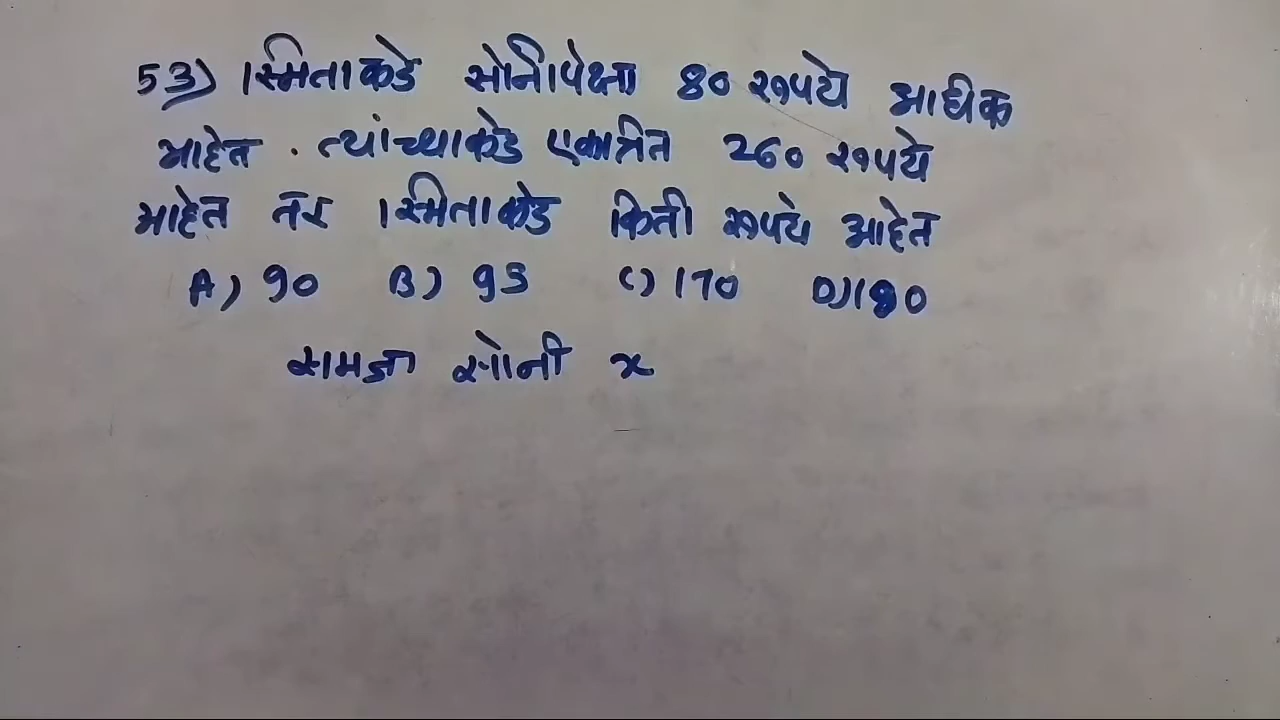 53) स्मिताकडे सोनीपेक्षा 80 रुपये अधिक
आहेत . त्यांच्याकडे एकत्रित 260 रुपये
आहेत तर स्मिताकडे किती रुपये आहेत
A) 90 B) 95 C) 170 D) 180
समजा सोनी x